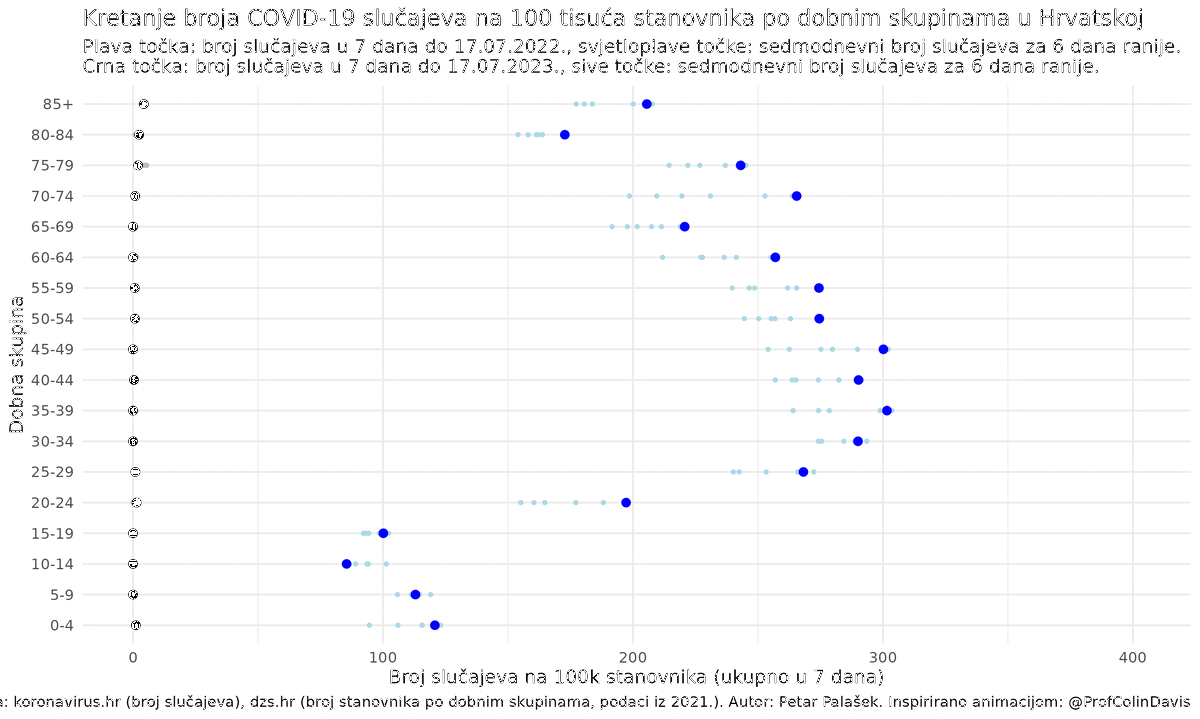 Kretanje broja COVID-19 slučajeva na 100 tisuća stanovnika po dobnim skupinama u Hrvatskoj
Plava točka: broj slučajeva u 7 dana do 17.07.2022., svjetloplave točke: sedmodnevni broj slučajeva za 6 dana ranije.
Crna točka: broj slučajeva u 7 dana do 17.07.2023., sive točke: sedmodnevni broj slučajeva za 6 dana ranije.
Dobna skupina
85+
80-84
75-79
70-74
65-69
60-64
55-59
50-54
45-49
40-44
35-39
30-34
25-29
20-24
15-19
10-14
5-9
0-4
0 100 200 300 400
Broj slučajeva na 100k stanovnika (ukupno u 7 dana)
a: koronavirus.hr (broj slučajeva), dzs.hr (broj stanovnika po dobnim skupinama, podaci iz 2021.). Autor: Petar Palašek. Inspirirano animacijom: @ProfColinDavis